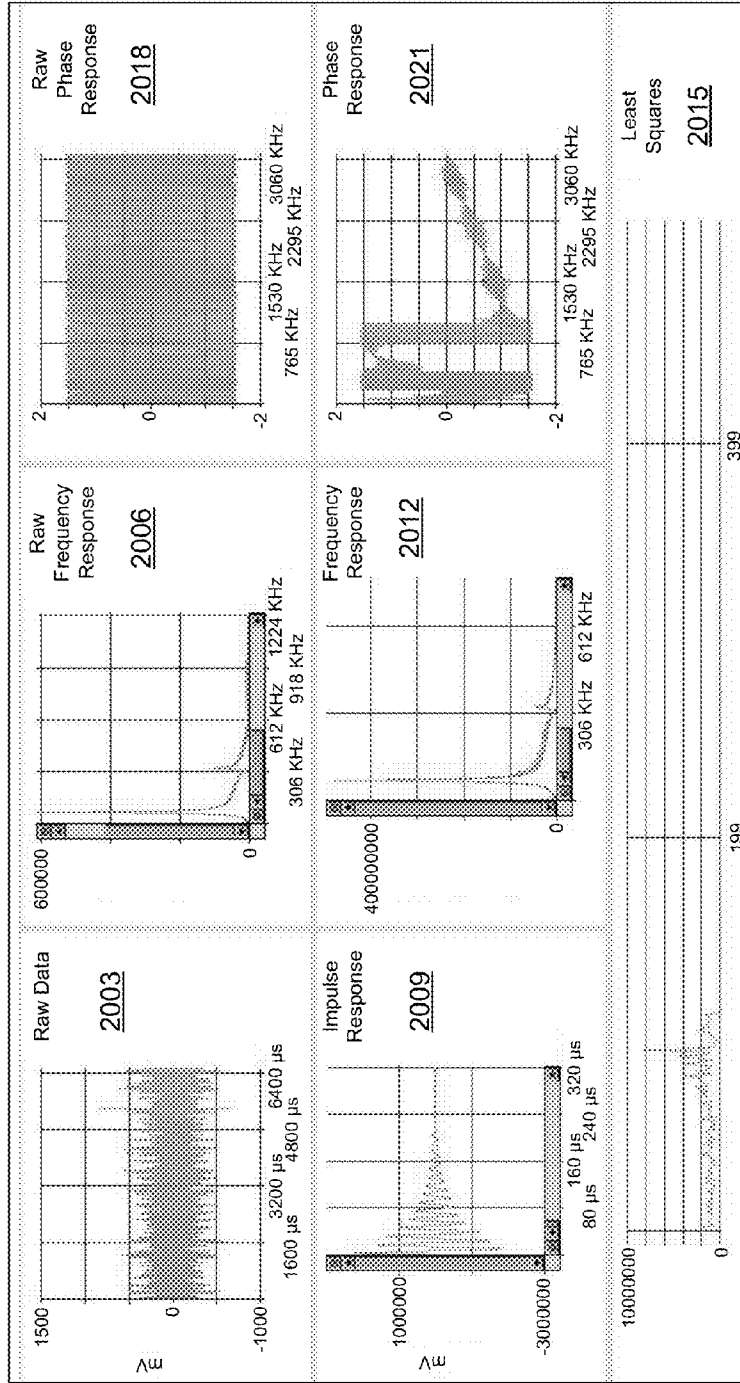 Raw Data
2003
1500
0
-1000
mV
1600 µs
3200 µs
4800 µs
6400 µs
Raw
Frequency
Response
2006
600000
0
306 KHz
612 KHz
918 KHz
1224 KHz
Raw
Phase
Response
2018
2
0
-2
765 KHz
1530 KHz
2295 KHz
3060 KHz
Impulse
Response
2009
1000000
-3000000
mV
80 µs
160 µs
240 µs
320 µs
Frequency
Response
2012
400000000
0
306 KHz
612 KHz
Phase
Response
2021
2
0
-2
765 KHz
1530 KHz
2295 KHz
3060 KHz
Least
Squares
2015
10000000
0
199
399